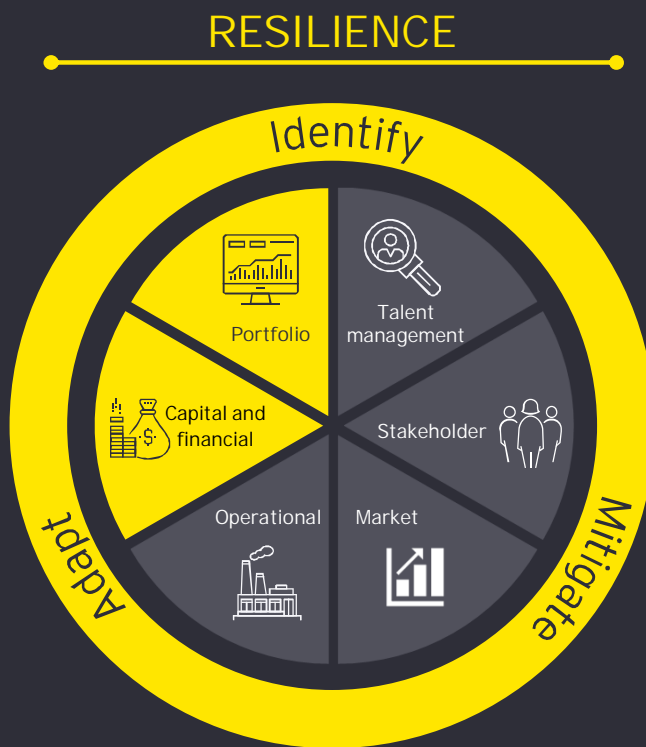 RESILIENCE
Identify
Portfolio
Talent
management
Capital and
financial
$
Stakeholder
Operational
Market
Adapt
Mitigate